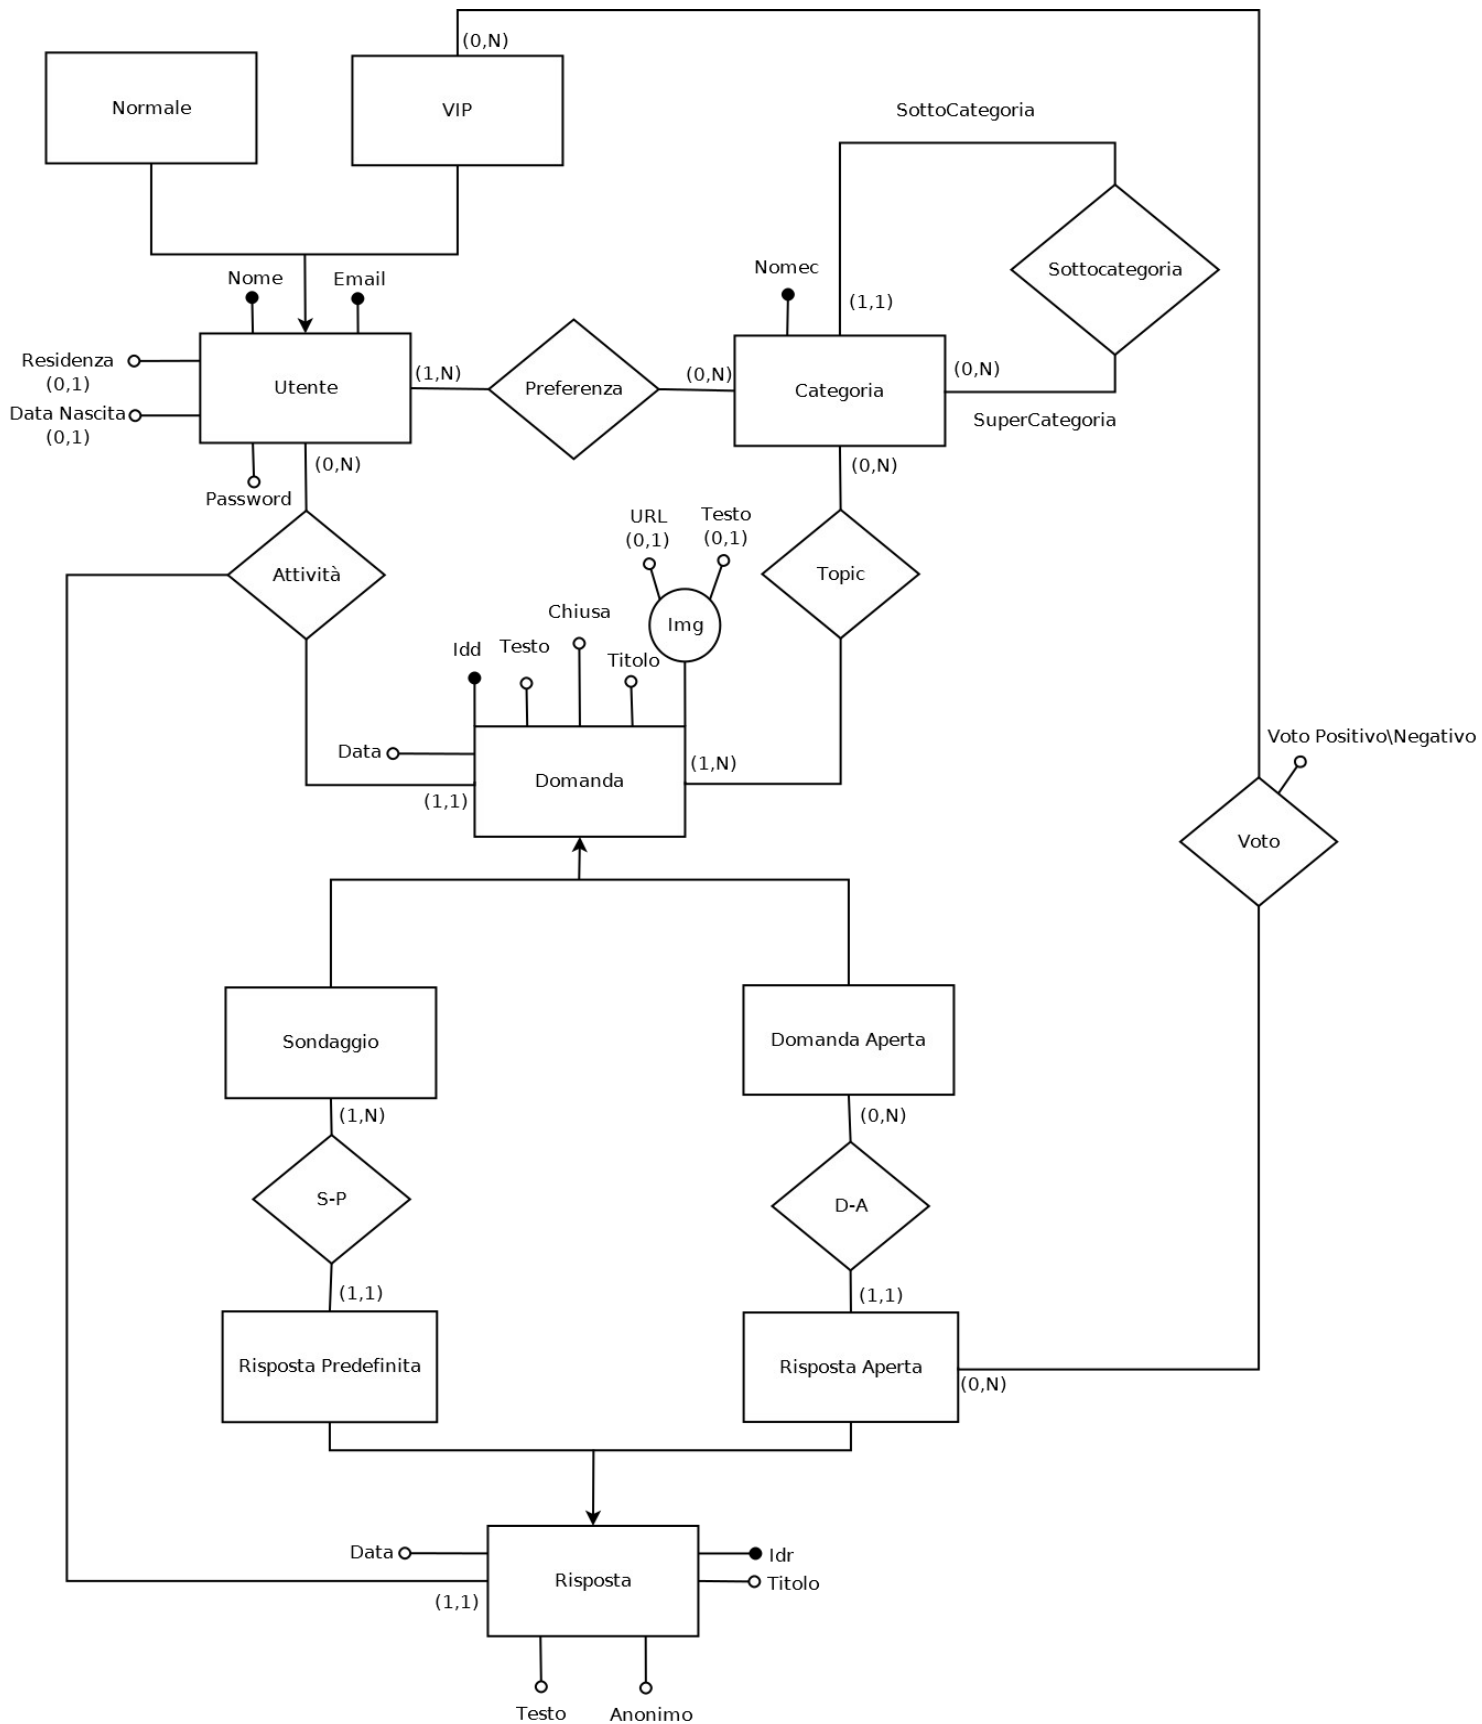 (0,N)
Normale
VIP
SottoCategoria
Nome
Email
Nomec
Sottocategoria
(1,1)
Residenza
(0,1)
Data Nascita
(0,1)
Utente
(1,N)
Preferenza
(0,N)
Categoria
(0,N)
SuperCategoria
(0,N)
(0,N)
Password
URL
(0,1)
Testo
(0,1)
Attività
Topic
Chiusa
Img
Idd
Testo
Titolo
Data
Domanda
(1,N)
(1,1)
Voto Positivo\Negativo
Voto
Sondaggio
Domanda Aperta
(1,N)
(0,N)
S-P
D-A
(1,1)
(1,1)
Risposta Predefinita
Risposta Aperta
(0,N)
Data
Idr
Risposta
Titolo
(1,1)
Testo
Anonimo